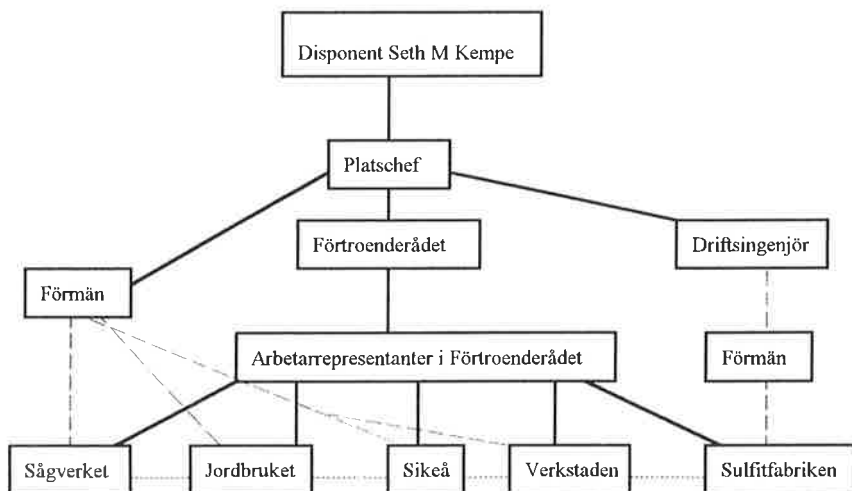 Disponent Seth M Kempe
Platschef
Förtroenderådet
Driftsingenjör
Förmän
Arbetarrepresentanter i Förtroenderådet
Förmän
Sågverket
Jordbruket
Sikeå
Verkstaden
Sulfitfabriken